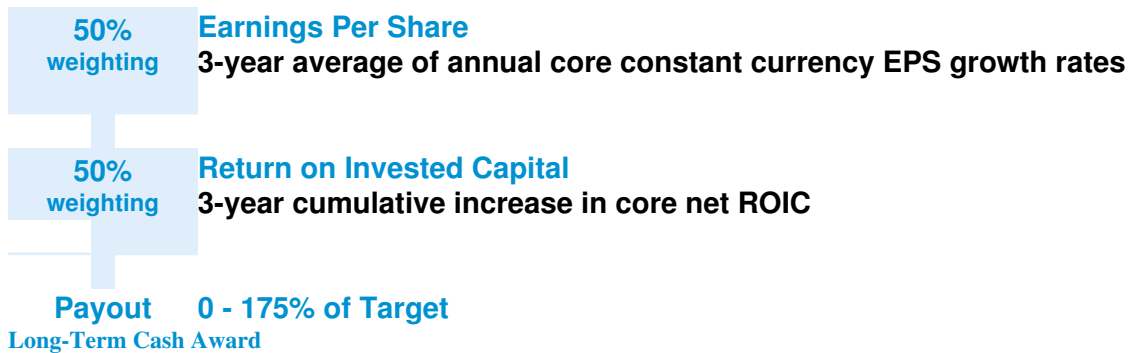 50% Earnings Per Share
weighting 3-year average of annual core constant currency EPS growth rates
50% Return on Invested Capital
weighting 3-year cumulative increase in core net ROIC
Payout 0 - 175% of Target
Long-Term Cash Award